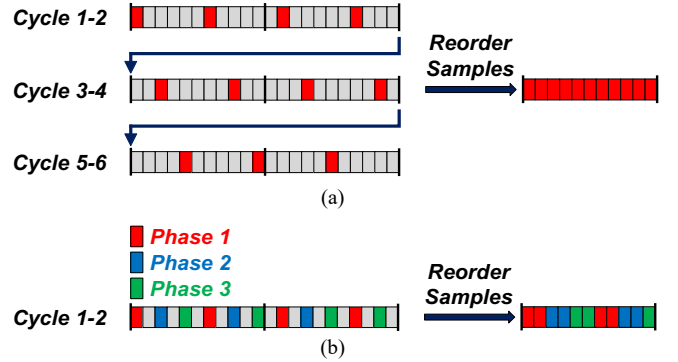 Cycle 1-2
Reorder
Samples
Cycle 3-4
Cycle 5-6
(a)
Phase 1
Phase 2
Phase 3
Reorder
Samples
Cycle 1-2
(b)